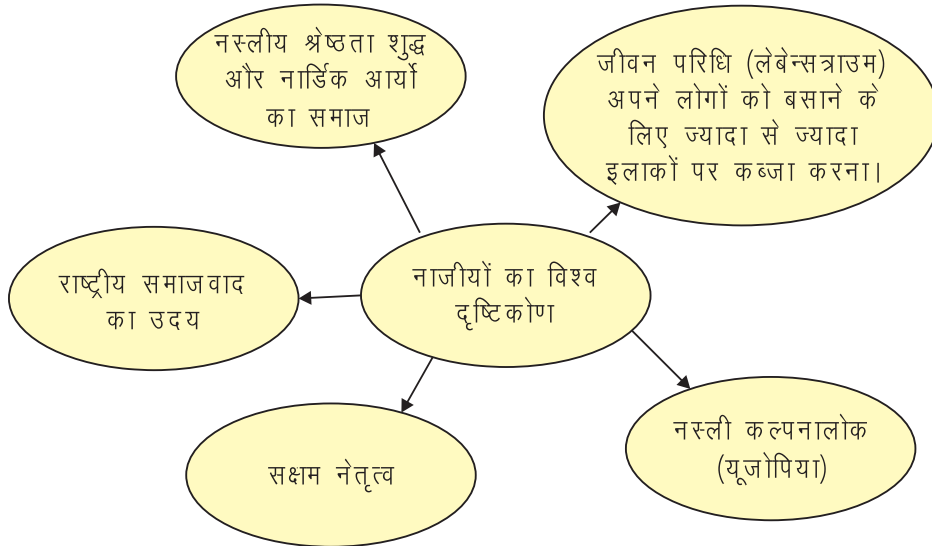 नस्लीय श्रेष्ठता शुद्ध
और नार्डिक आर्यो
का समाज
जीवन परिधि (लेबेन्सत्राउम)
अपने लोगों को बसाने के
लिए ज्यादा से ज्यादा
इलाकों पर कब्जा करना।
नाजीयों का विश्व
दृष्टिकोण
राष्ट्रीय समाजवाद
का उदय
सक्षम नेतृत्व
नस्ली कल्पनालोक
(यूजोपिया)